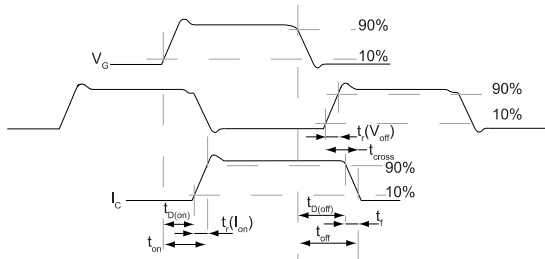 90%
V_G
10%
90%
10%
t_r(V_off)
t_cross
90%
I_C
10%
t_D(on)
t_D(off)
t_r(I_on)
t_f
t_on
t_off